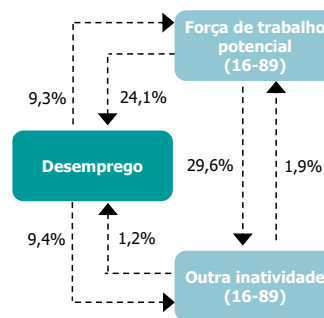 Força de trabalho
potencial
(16-89)
9,3%
24,1%
Desemprego
29,6%
1,9%
9,4%
1,2%
Outra inatividade
(16-89)